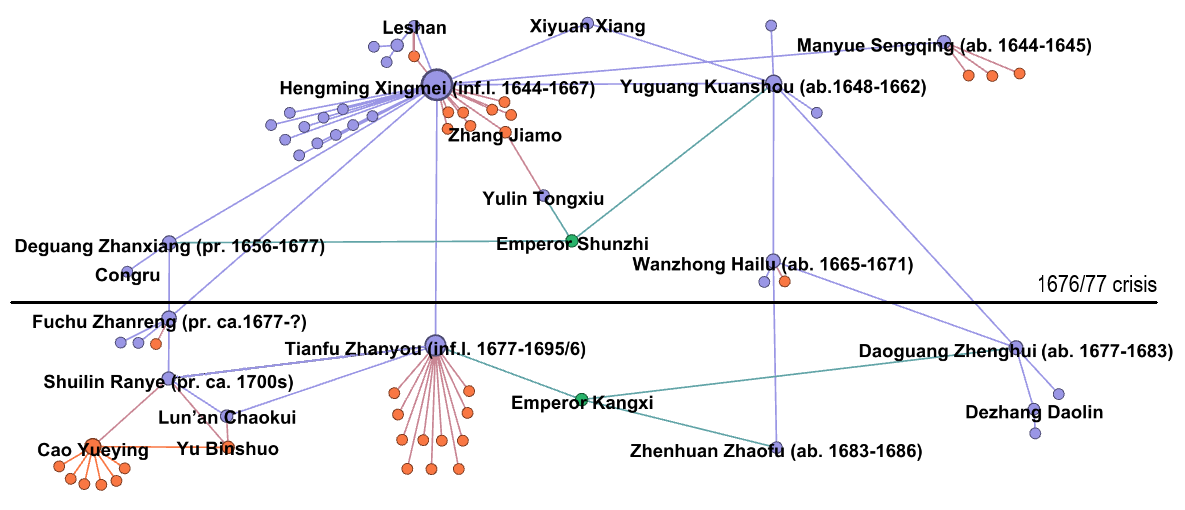 Leshan
Xiyuan Xiang
Manyue Sengqing (ab. 1644-1645)
Hengming Xingmei (inf.l. 1644-1667)
Yuguang Kuanshou (ab.1648-1662)
Zhang Jiamo
Yulin Tongxiu
Deguang Zhanxiang (pr. 1656-1677)
Emperor Shunzhi
Wanzhong Hailu (ab. 1665-1671)
Congru
1676/77 crisis
Fuchu Zhanreng (pr. ca.1677-?)
Tianfu Zhanyou (inf.l. 1677-1695/6)
Daoguang Zhenghui (ab. 1677-1683)
Shuilin Ranye (pr. ca. 1700s)
Emperor Kangxi
Lun’an Chaokui
Dezhang Daolin
Cao Yueying
Yu Binshuo
Zhenhuan Zhaofu (ab. 1683-1686)